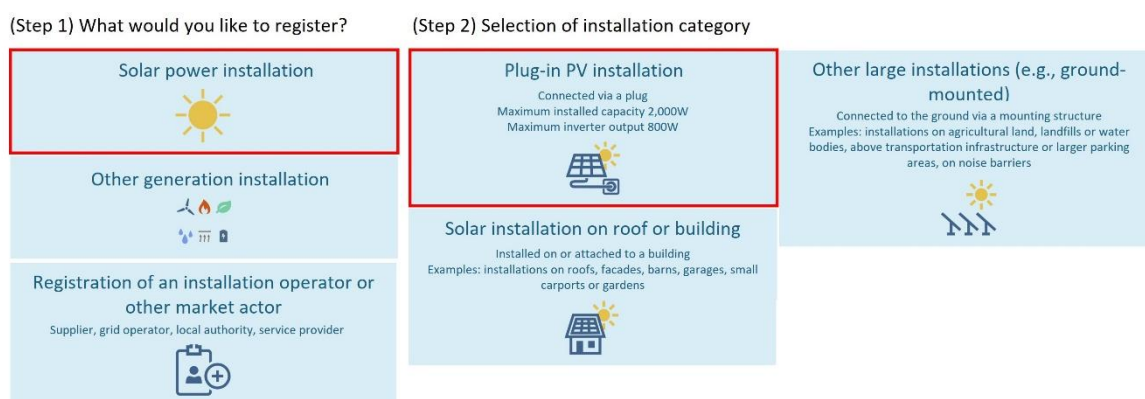 (Step 1) What would you like to register?
Solar power installation
Other generation installation
Registration of an installation operator or
other market actor
Supplier, grid operator, local authority, service provider
(Step 2) Selection of installation category
Plug-in PV installation
Connected via a plug
Maximum installed capacity 2,000W
Maximum inverter output 800W
Solar installation on roof or building
Installed on or attached to a building
Examples: installations on roofs, facades, barns, garages, small
carports or gardens
Other large installations (e.g., ground-
mounted)
Connected to the ground via a mounting structure
Examples: installations on agricultural land, landfills or water
bodies, above transportation infrastructure or larger parking
areas, on noise barriers